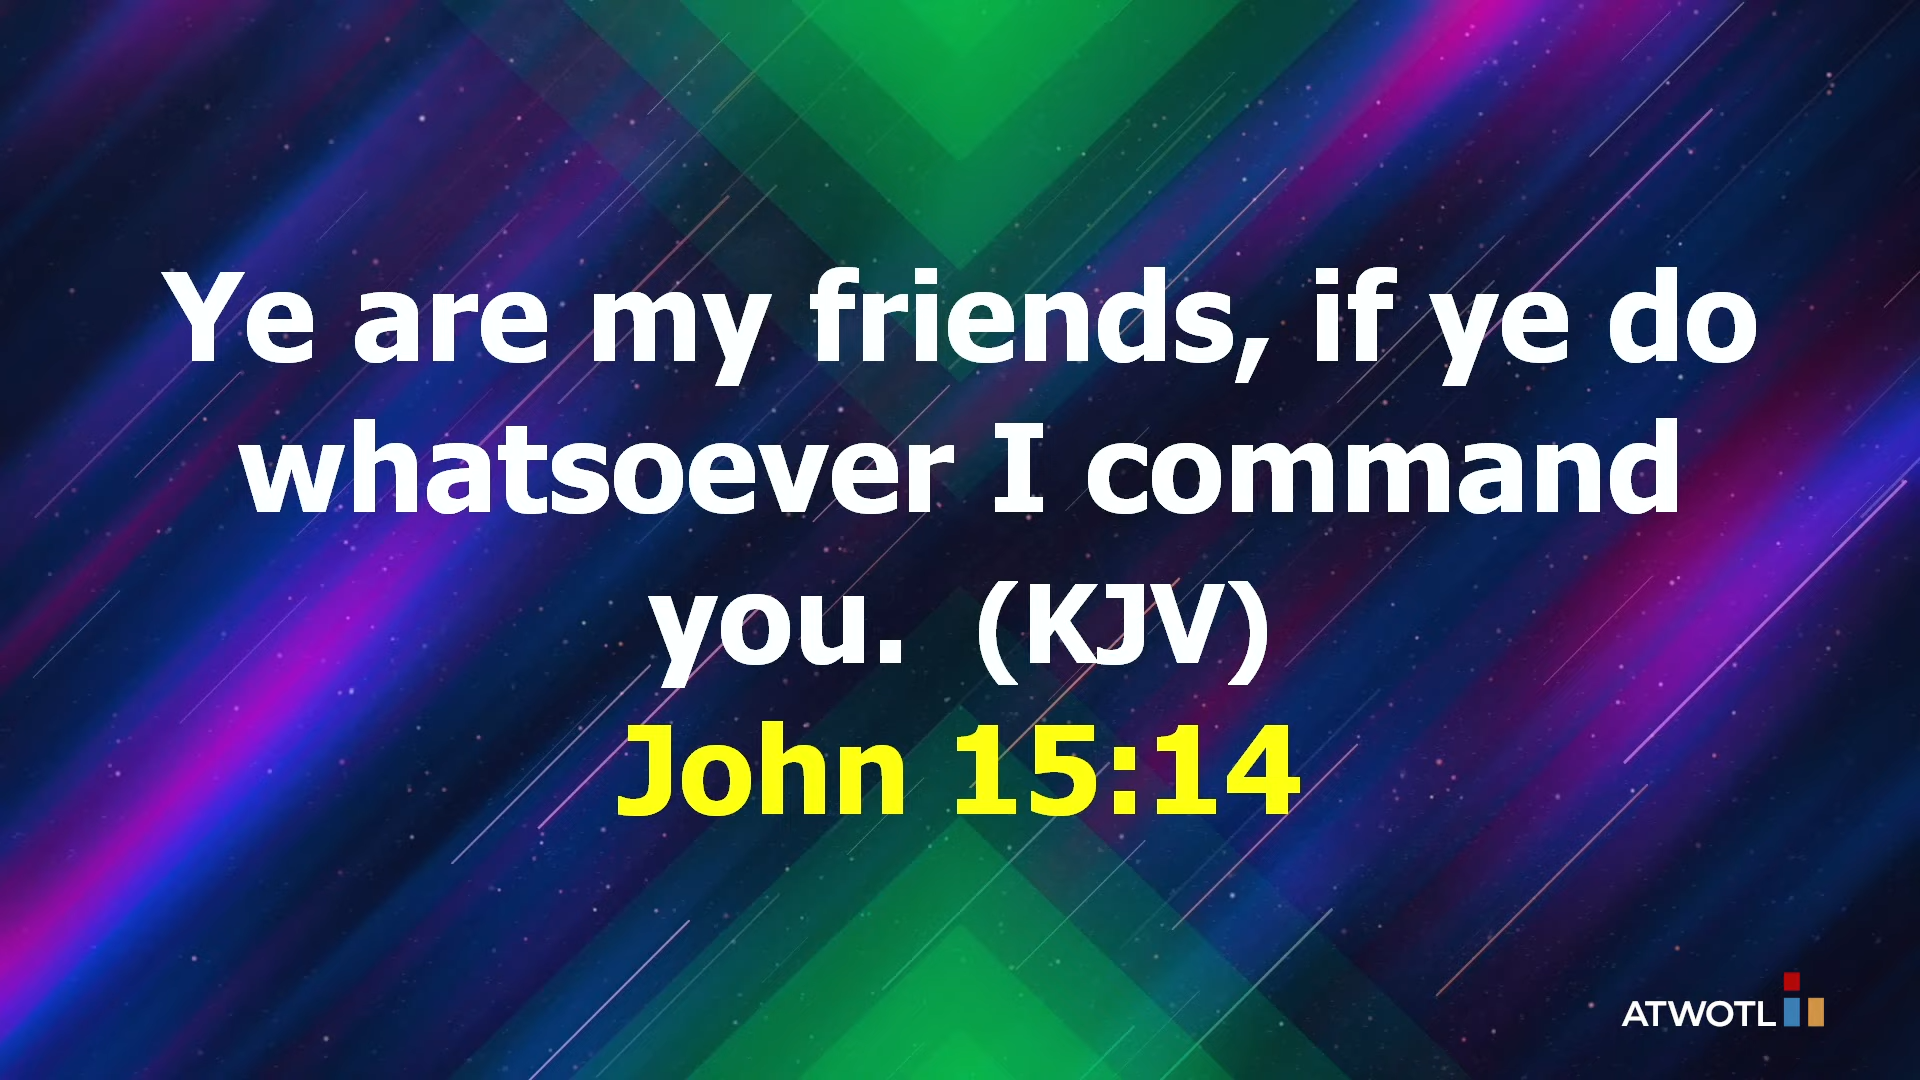 Ye are my friends, if ye do
whatsoever I command
you.  (KJV)
John 15:14
ATWOTL